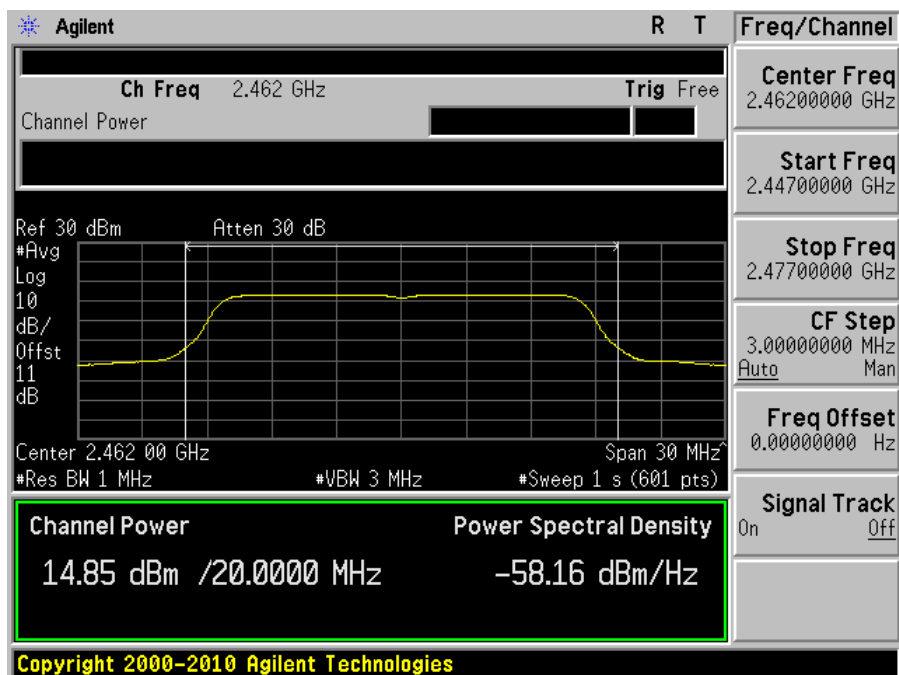 Agilent R T Freq/Channel
Ch Freq 2.462 GHz Trig Free
Channel Power
Center Freq
2.46200000 GHz
Start Freq
2.44700000 GHz
Stop Freq
2.47700000 GHz
CF Step
3.00000000 MHz
Auto Man
Freq Offset
0.00000000 Hz
Signal Track
On Off
Ref 30 dBm Atten 30 dB
#Avg
Log
10
dB/
Offst
11
dB
Center 2.462 00 GHz Span 30 MHz^
#Res BW 1 MHz #VBW 3 MHz #Sweep 1 s (601 pts)
Channel Power Power Spectral Density
14.85 dBm /20.0000 MHz -58.16 dBm/Hz
Copyright 2000-2010 Agilent Technologies